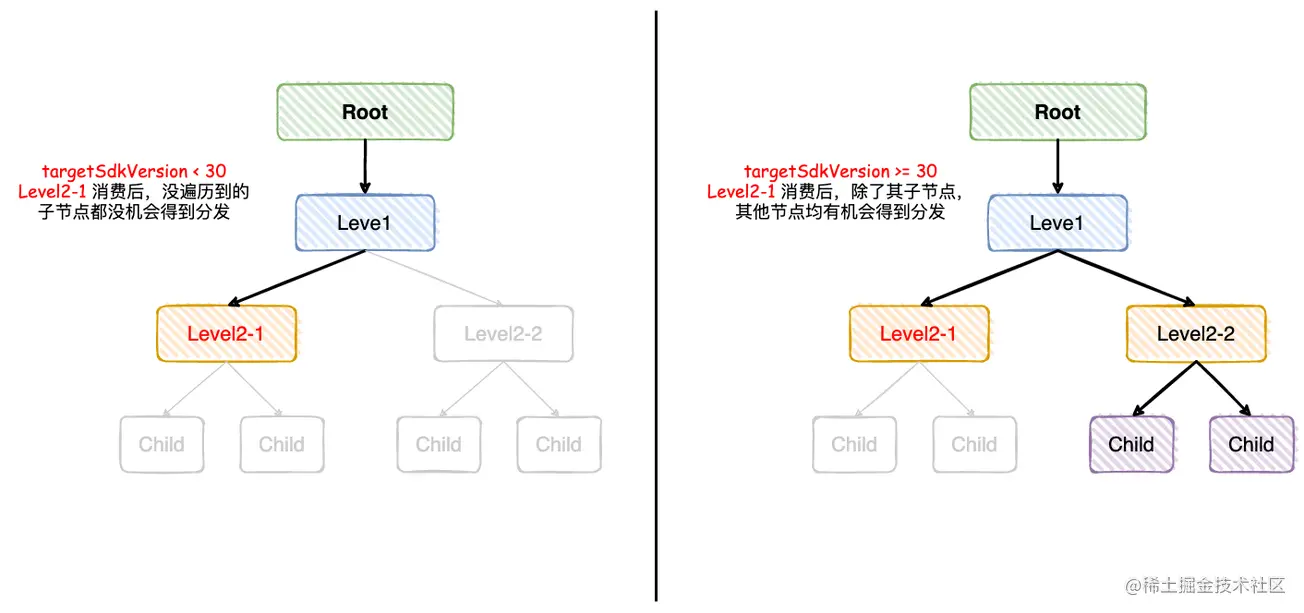 Root
targetSdkVersion < 30
Level2-1 消费后，没遍历到的
子节点都没机会得到分发
Leve1
Level2-1
Level2-2
Child
Child
Child
Child
Root
targetSdkVersion >= 30
Level2-1 消费后，除了其子节点，
其他节点均有机会得到分发
Leve1
Level2-1
Level2-2
Child
Child
Child
Child
@稀土掘金技术社区